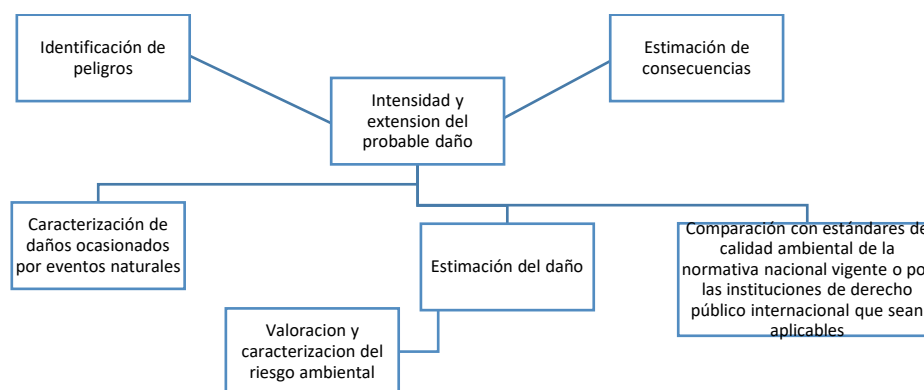 Identificación de
peligros
Estimación de
consecuencias
Intensidad y
extension del
probable daño
Caracterización de
daños ocasionados
por eventos naturales
Estimación del daño
Comparación con estándares de
calidad ambiental de la
normativa nacional vigente o po
las instituciones de derecho
público internacional que sean
aplicables
Valoracion y
caracterizacion del
riesgo ambiental